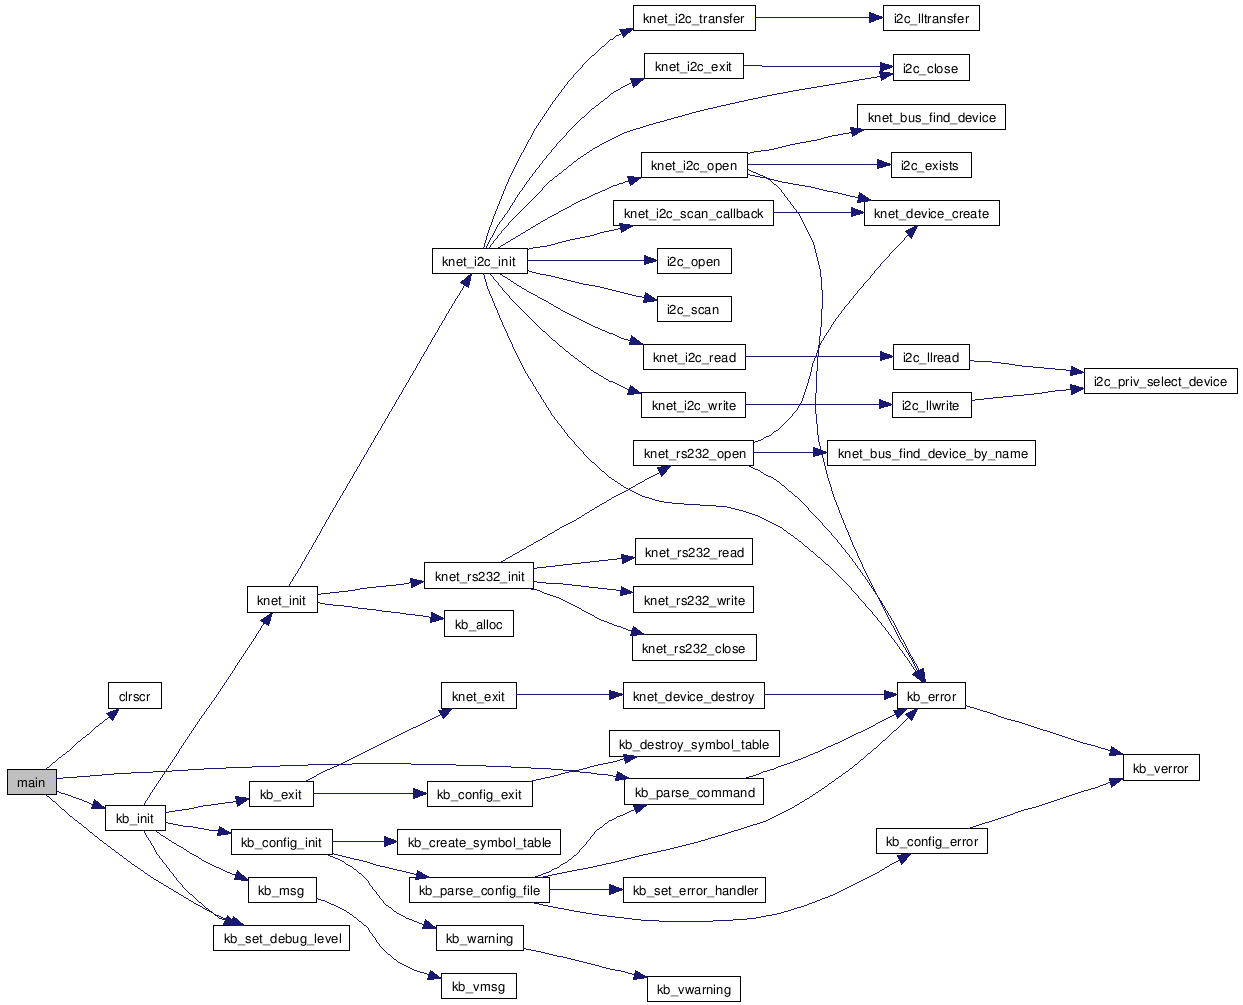 knet_i2c_transfer
i2c_lltransfer
knet_i2c_exit
i2c_close
knet_bus_find_device
knet_i2c_open
i2c_exists
knet_i2c_scan_callback
knet_device_create
knet_i2c_init
i2c_open
i2c_scan
knet_i2c_read
i2c_llread
i2c_priv_select_device
knet_i2c_write
i2c_llwrite
knet_rs232_open
knet_bus_find_device_by_name
knet_rs232_read
knet_rs232_init
knet_init
knet_rs232_write
kb_alloc
knet_rs232_close
clrscr
knet_exit
knet_device_destroy
kb_error
kb_destroy_symbol_table
kb_verror
main
kb_exit
kb_config_exit
kb_parse_command
kb_init
kb_config_init
kb_create_symbol_table
kb_config_error
kb_msg
kb_parse_config_file
kb_set_error_handler
kb_set_debug_level
kb_warning
kb_vmsg
kb_vwarning